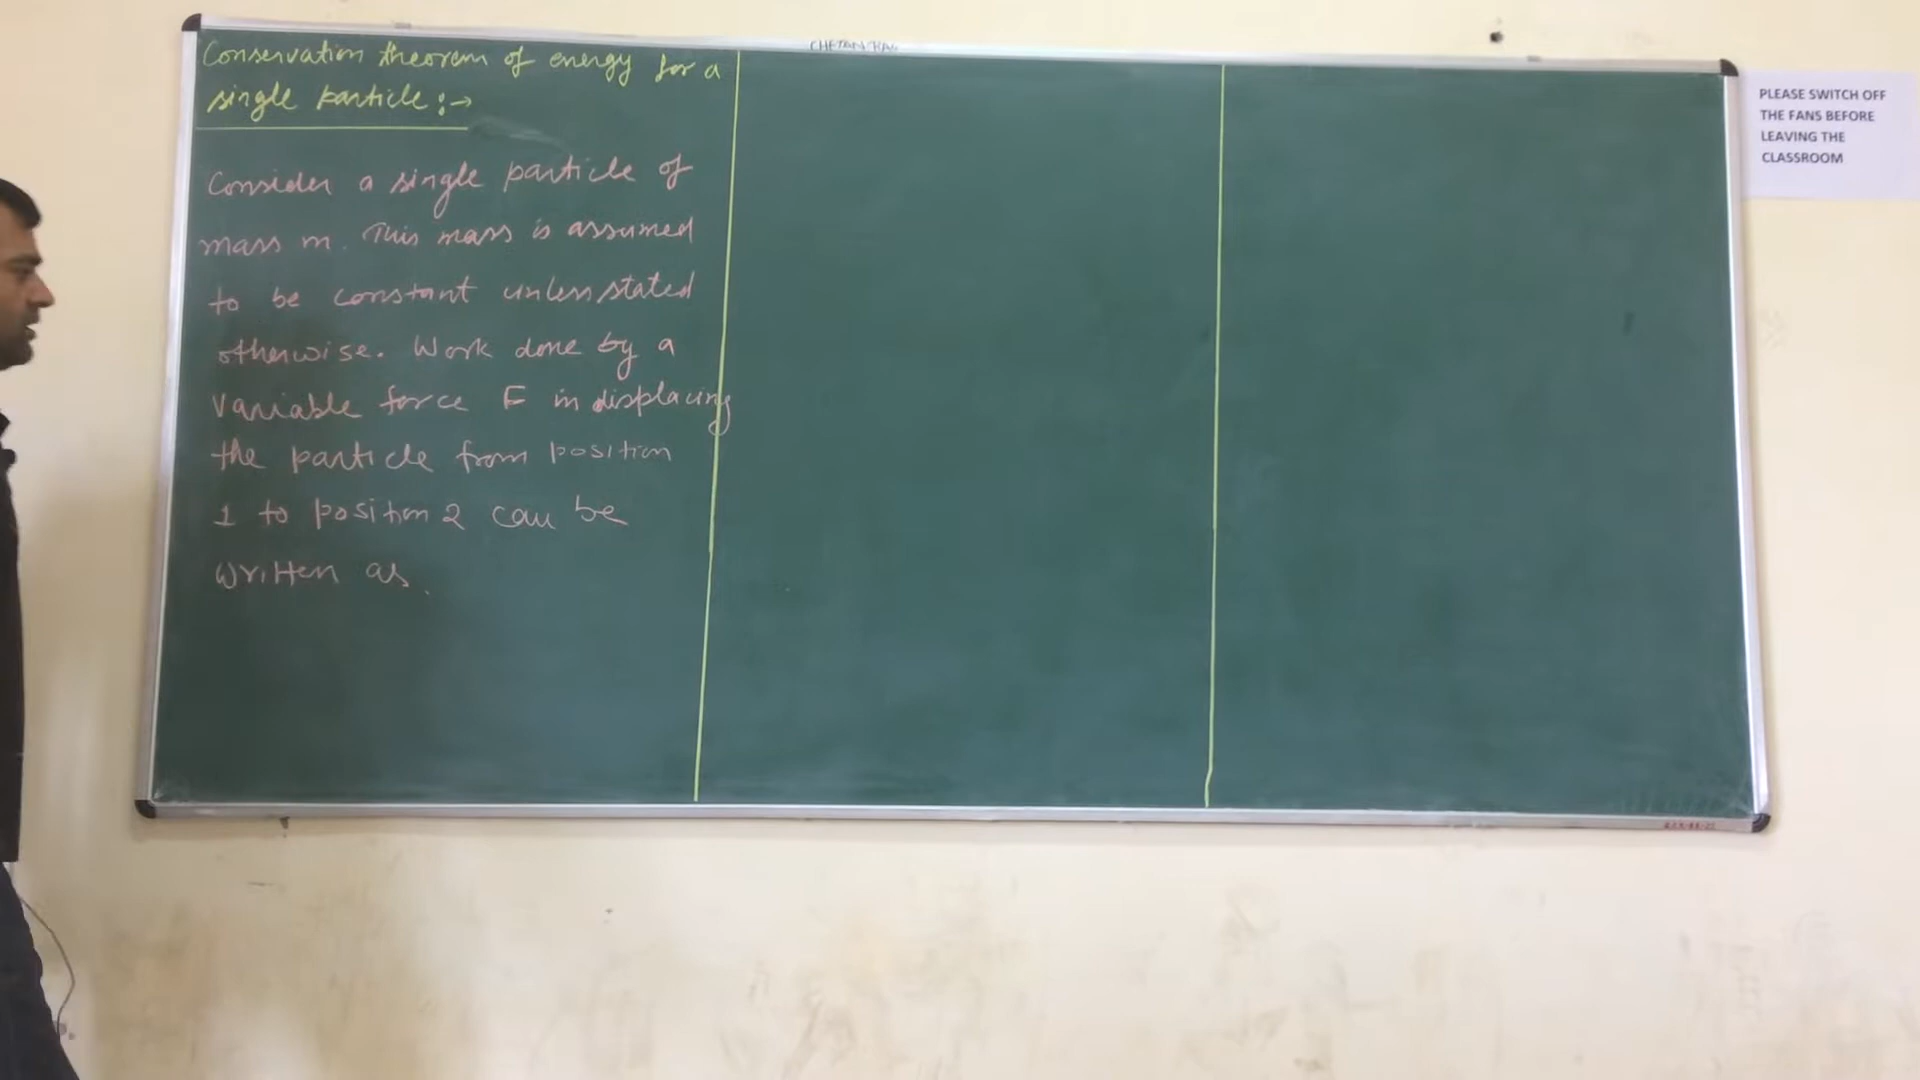 Conservation theorem of energy for a
single particle :→
Consider a single particle of
mass m. This mass is assumed
to be constant unless stated
otherwise. Work done by a
variable force F in displacing
the particle from position
1 to position 2 can be
written as.
PLEASE SWITCH OFF
THE FANS BEFORE
LEAVING THE
CLASSROOM